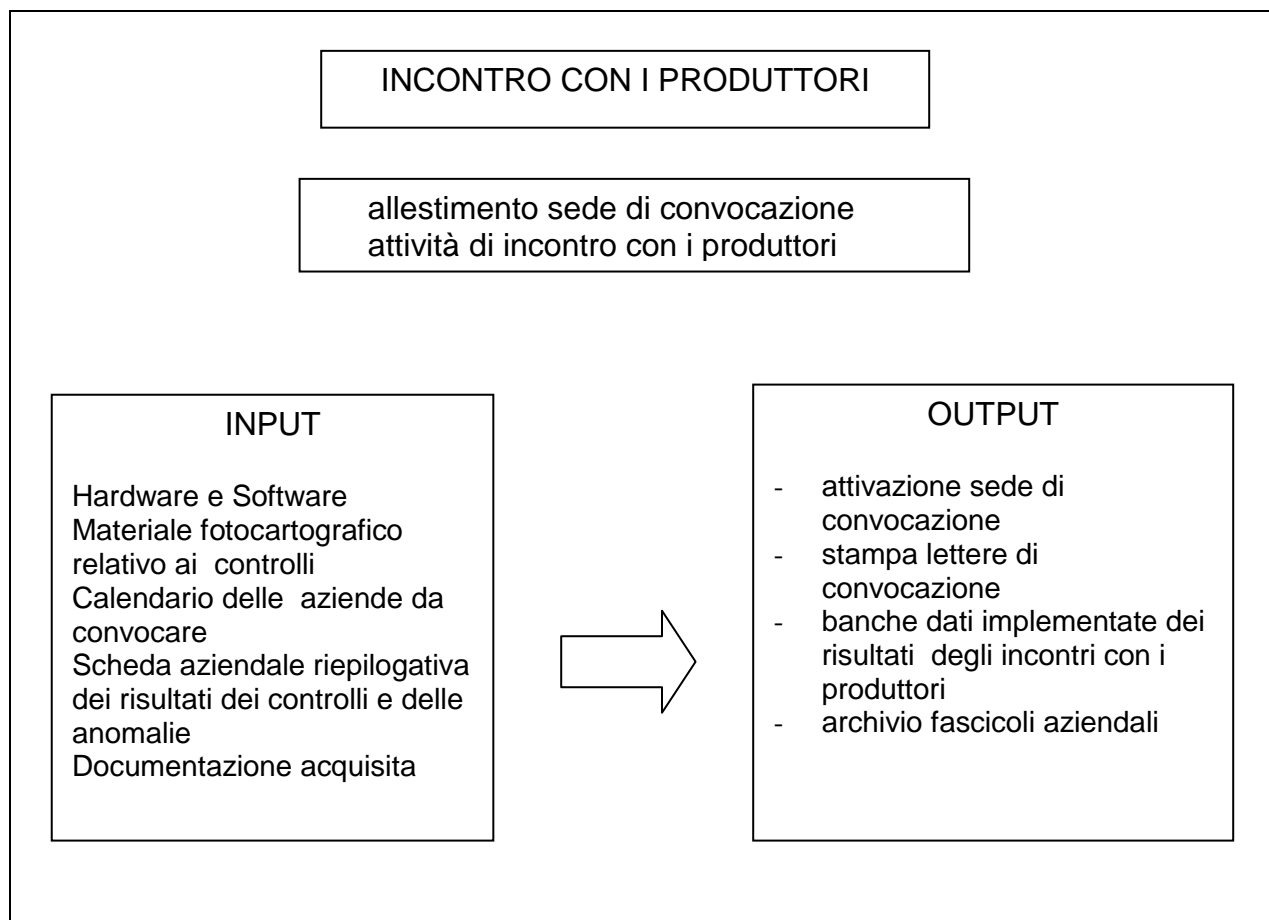 INCONTRO CON I PRODUTTORI
allestimento sede di convocazione
attività di incontro con i produttori
INPUT
Hardware e Software
Materiale fotocartografico
relativo ai controlli
Calendario delle aziende da
convocare
Scheda aziendale riepilogativa
dei risultati dei controlli e delle
anomalie
Documentazione acquisita
OUTPUT
- attivazione sede di
convocazione
- stampa lettere di
convocazione
- banche dati implementate dei
risultati degli incontri con i
produttori
- archivio fascicoli aziendali